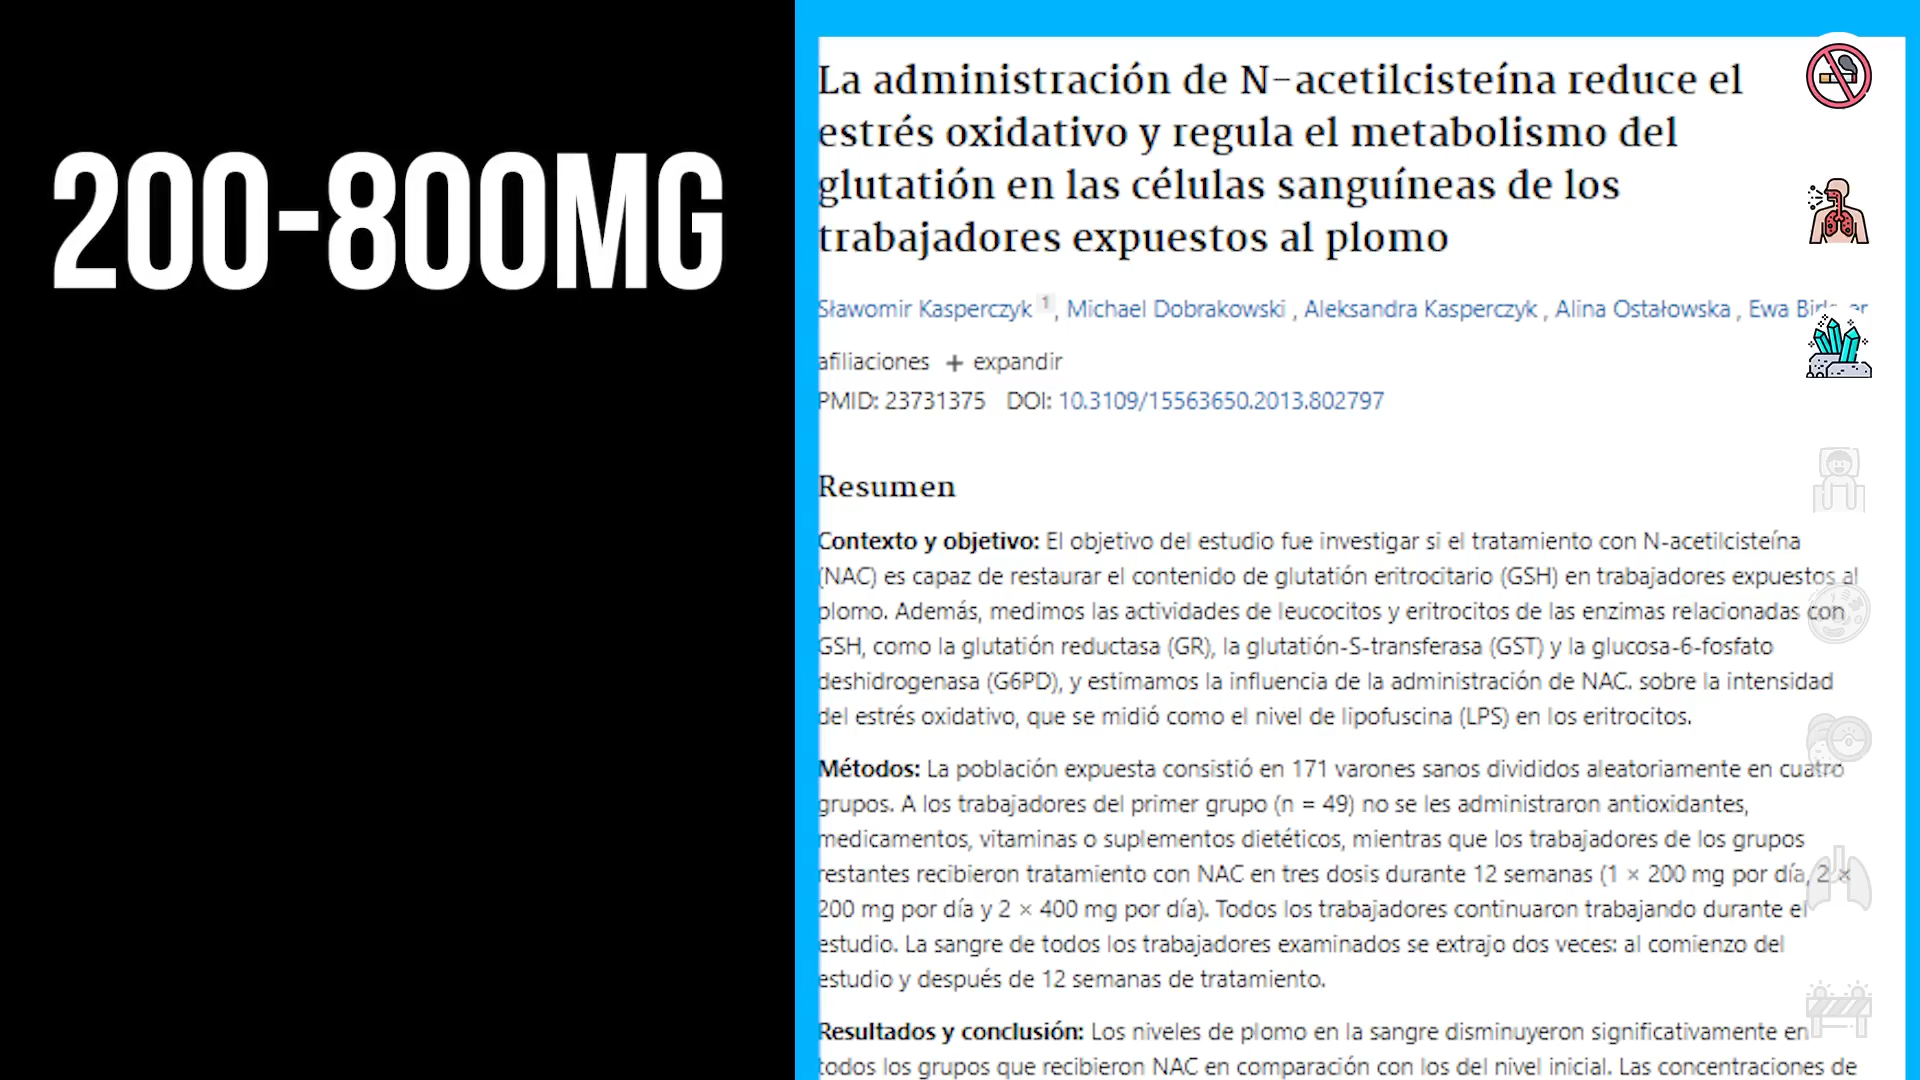 200-800MG
La administración de N-acetilcisteína reduce el
estrés oxidativo y regula el metabolismo del
glutatión en las células sanguíneas de los
trabajadores expuestos al plomo
Sławomir Kasperczyk 1, Michael Dobrakowski , Aleksandra Kasperczyk , Alina Ostałowska , Ewa
afiliaciones + expandir
PMID: 23731375 DOI: 10.3109/15563650.2013.802797
Resumen
Contexto y objetivo: El objetivo del estudio fue investigar si el tratamiento con N-acetilcisteína
(NAC) es capaz de restaurar el contenido de glutatión eritrocitario (GSH) en trabajadores expuestos al
plomo. Además, medimos las actividades de leucocitos y eritrocitos de las enzimas relacionadas con
GSH, como la glutatión reductasa (GR), la glutatión-S-transferasa (GST) y la glucosa-6-fosfato
deshidrogenasa (G6PD), y estimamos la influencia de la administración de NAC. sobre la intensidad
del estrés oxidativo, que se midió como el nivel de lipofuscina (LPS) en los eritrocitos.
Métodos: La población expuesta consistió en 171 varones sanos divididos aleatoriamente en cuatro
grupos. A los trabajadores del primer grupo (n = 49) no se les administraron antioxidantes,
medicamentos, vitaminas o suplementos dietéticos, mientras que los trabajadores de los grupos
restantes recibieron tratamiento con NAC en tres dosis durante 12 semanas (1 × 200 mg por día, 2 ×
200 mg por día y 2 × 400 mg por día). Todos los trabajadores continuaron trabajando durante el
estudio. La sangre de todos los trabajadores examinados se extrajo dos veces: al comienzo del
estudio y después de 12 semanas de tratamiento.
Resultados y conclusión: Los niveles de plomo en la sangre disminuyeron significativamente en
todos los grupos que recibieron NAC en comparación con los del nivel inicial. Las concentraciones de